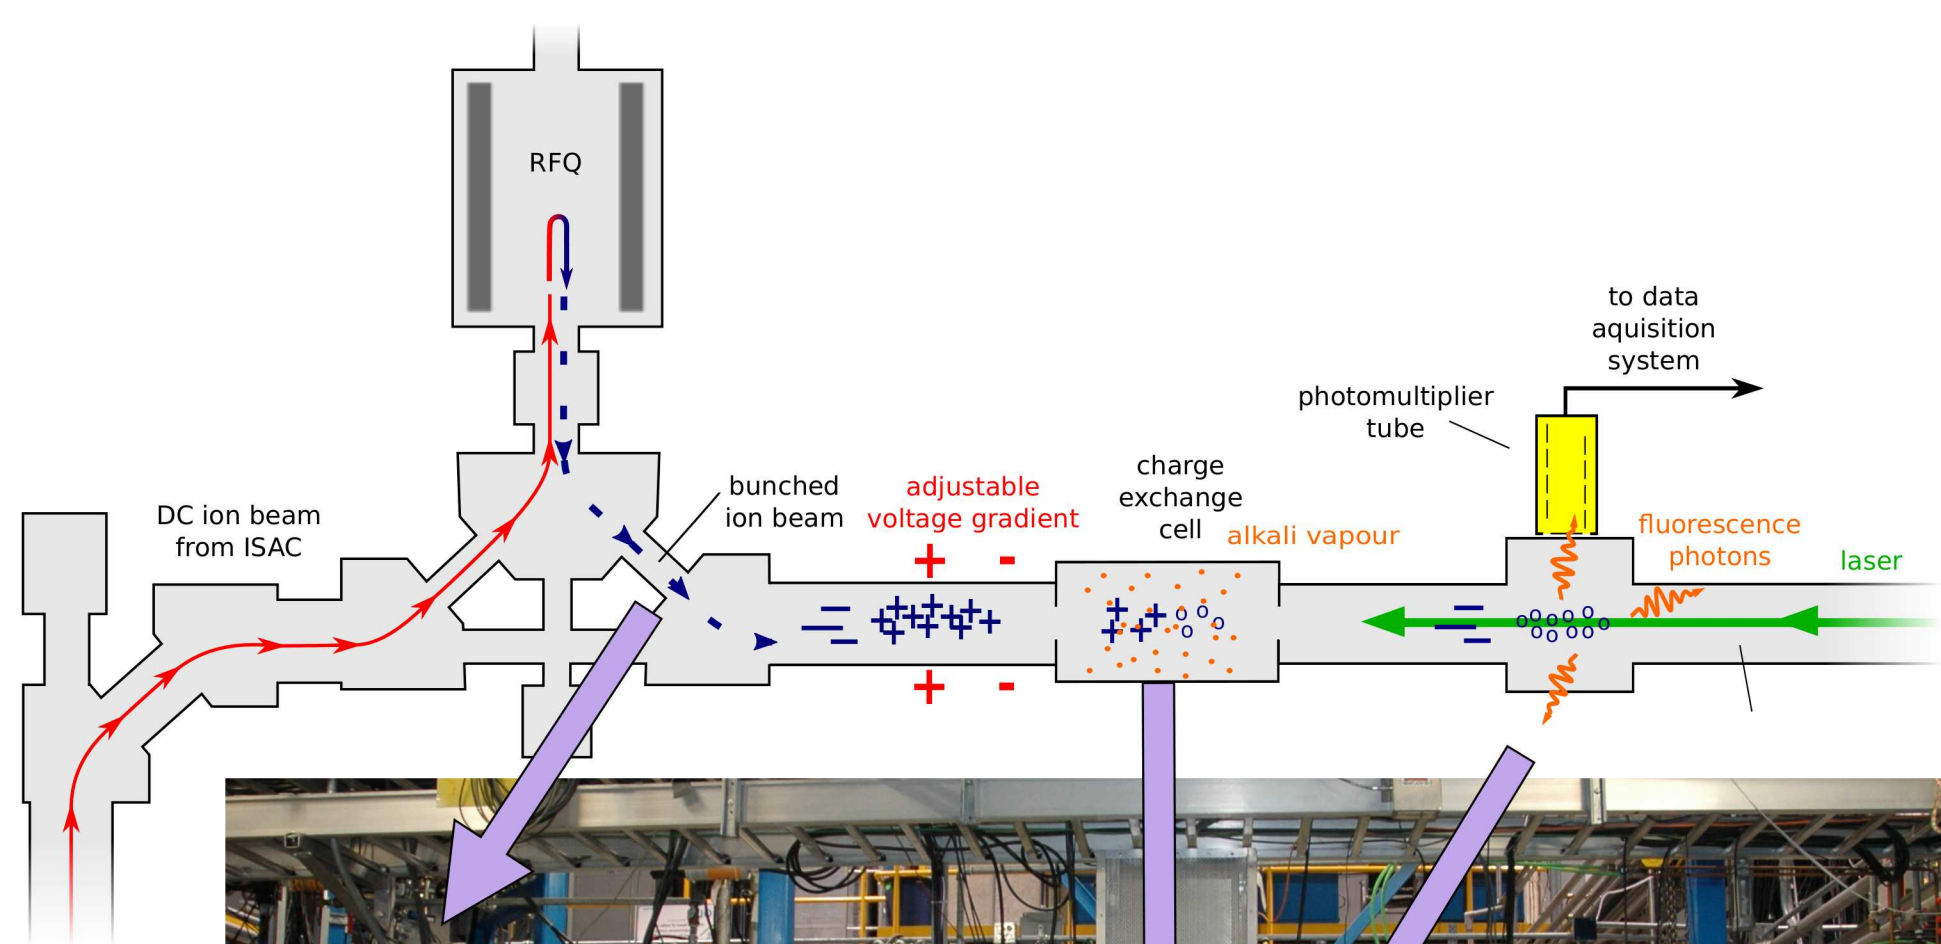 RFQ
to data
aquisition
system
photomultiplier
tube
charge
exchange
cell
alkali vapour
bunched
ion beam
adjustable
voltage gradient
DC ion beam
from ISAC
fluorescence
photons
laser